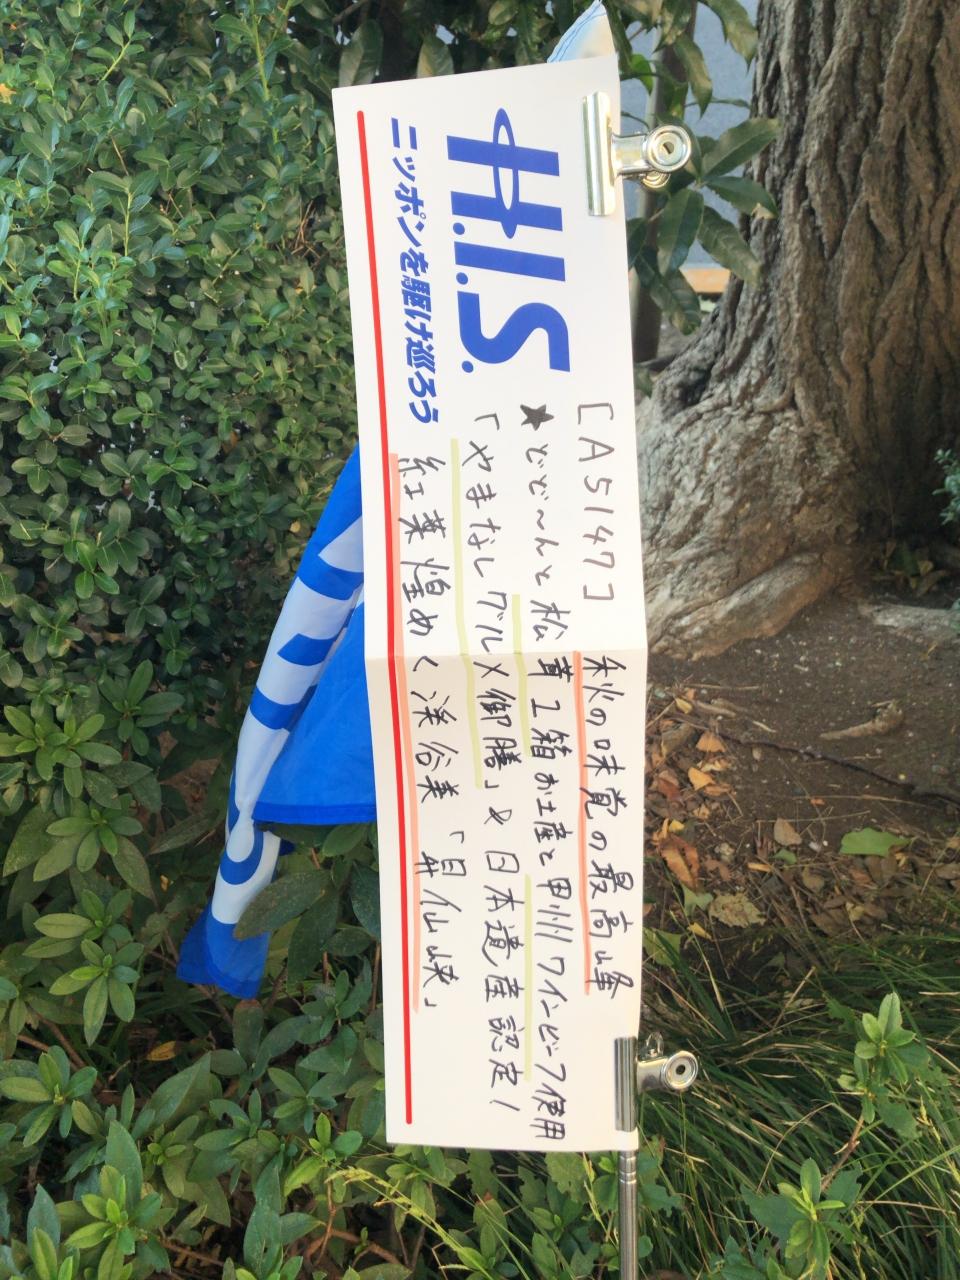 H.I.S.
ニッポンを駆け巡ろう
[A5147] 秋の味覚の最高峰
★どど～んと松茸2箱お土産と甲州ワインビーフ使用
「やまなしグルメ御膳」&日本遺産認定!
紅葉煌めく渓谷美「昇仙峡」